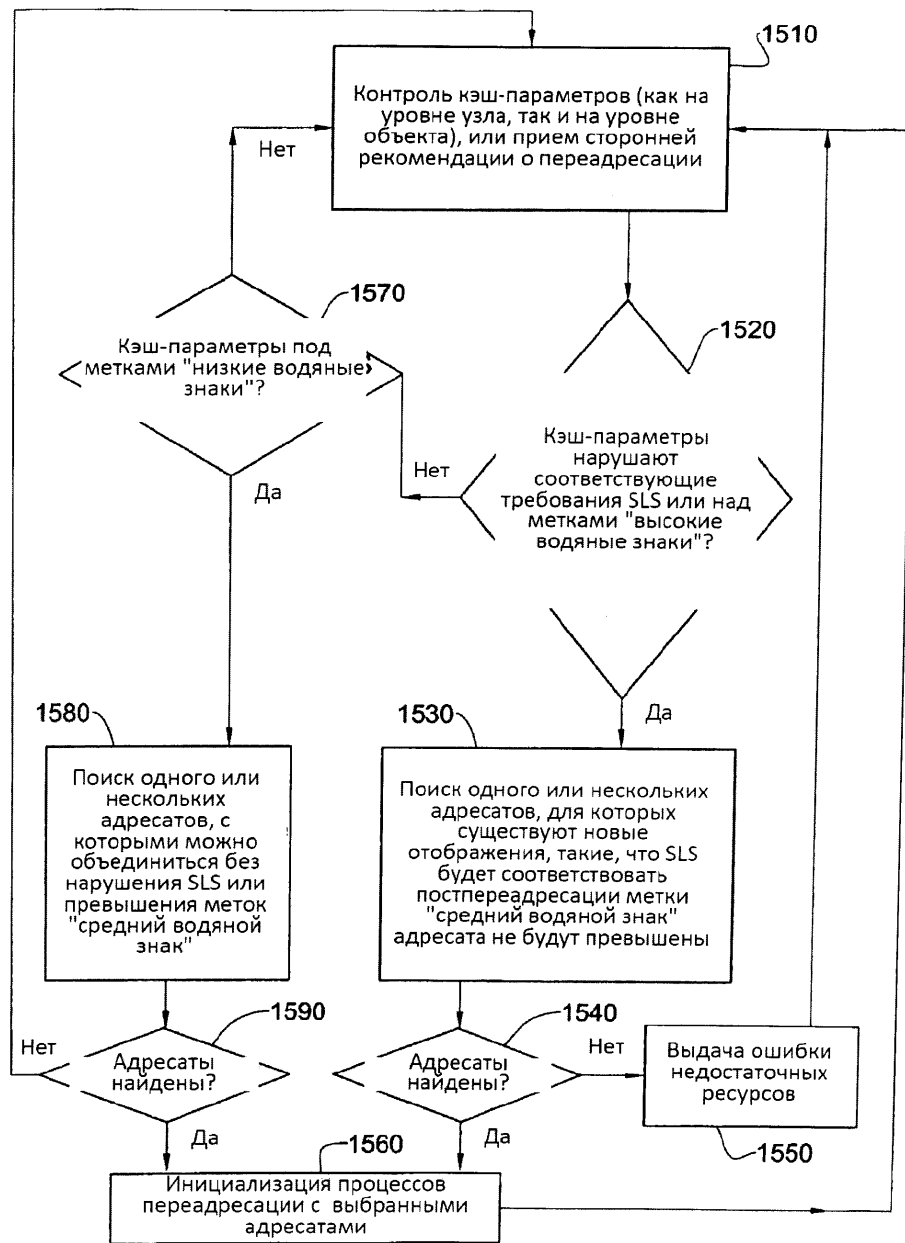 1510
Контроль кэш-параметров (как на
уровне узла, так и на уровне
объекта), или прием сторонней
рекомендации о переадресации
Нет
1570
Кэш-параметры под
метками "низкие водяные
знаки"?
1520
Кэш-параметры
нарушают
соответствующие
требования SLS или над
метками "высокие
водяные знаки"?
Нет
Да
Да
1580
Поиск одного или
нескольких
адресатов, с
которыми можно
объединиться без
нарушения SLS или
превышения меток
"средний водяной
знак"
1530
Поиск одного или нескольких
адресатов, для которых
существуют новые
отображения, такие, что SLS
будет соответствовать
постпереадресации метки
"средний водяной знак"
адресата не будут превышены
1590
Нет
Адресаты
найдены?
Да
1540
Адресаты
найдены?
Нет
Да
Выдача ошибки
недостаточных
ресурсов
1550
1560
Инициализация процессов
переадресации с выбранными
адресатами